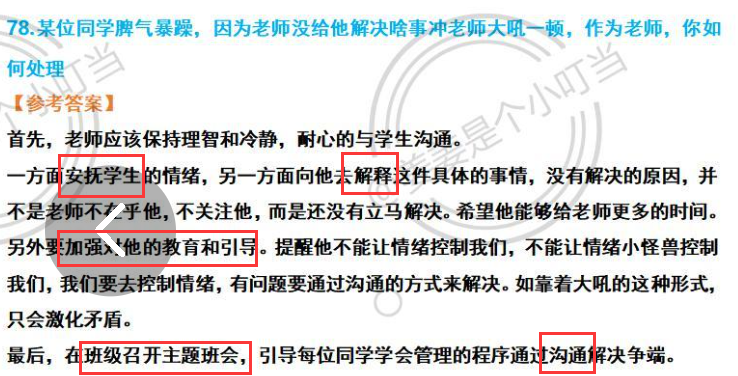 78.某位同学脾气暴躁，因为老师没给他解决啥事冲老师大吼一顿，作为老师，你如
何处理
【参考答案】
首先，老师应该保持理智和冷静，耐心的与学生沟通。
一方面安抚学生的情绪，另一方面向他去解释这件具体的事情，没有解决的原因，并
不是老师不在乎他，不关注他，而是还没有立马解决。希望他能够给老师更多的时间。
另外要加强对他的教育和引导。提醒他不能让情绪控制我们，不能让情绪小怪兽控制
我们，我们要去控制情绪，有问题要通过沟通的方式来解决。如靠着大吼的这种形式，
只会激化矛盾。
最后，在班级召开主题班会，引导每位同学学会管理的程序通过沟通解决争端。